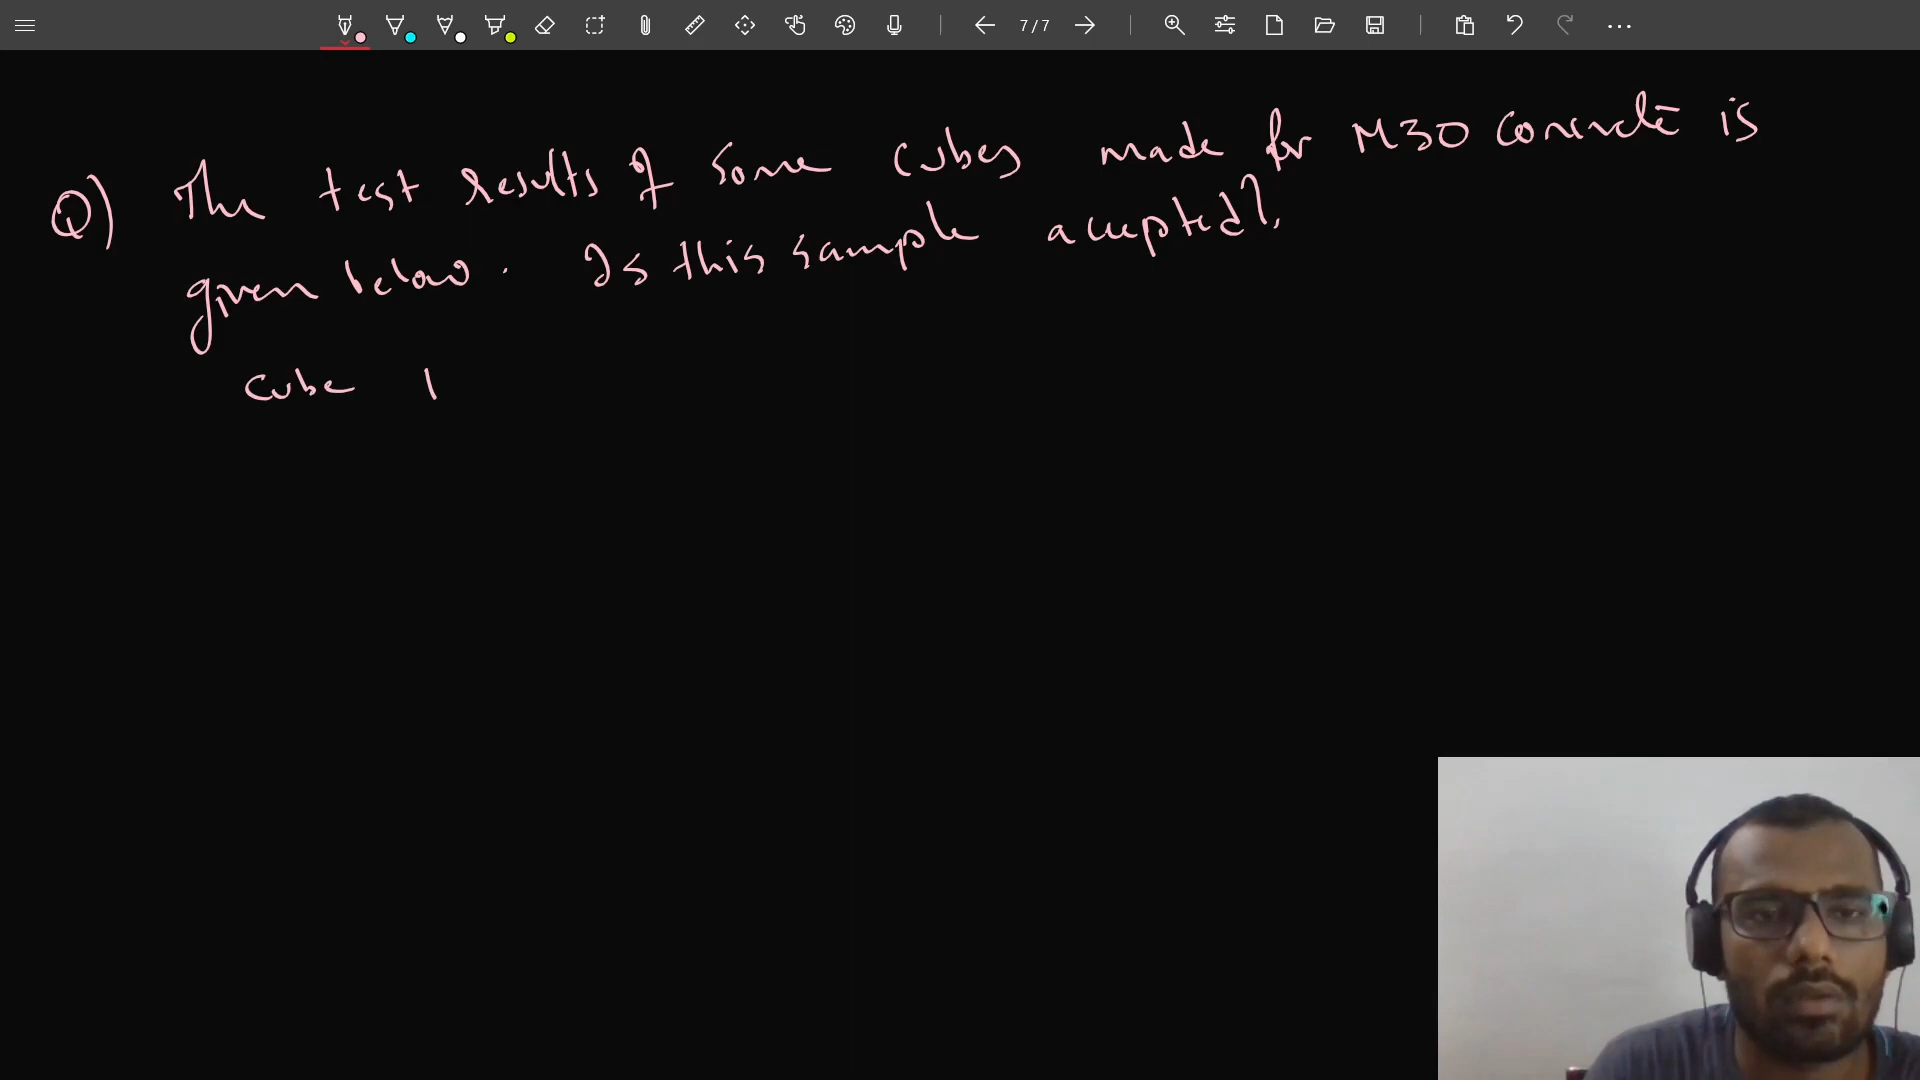 7/7
Q) The test results of some cubes made for M30 concrete is
given below. Is this sample accepted?
Cube 1